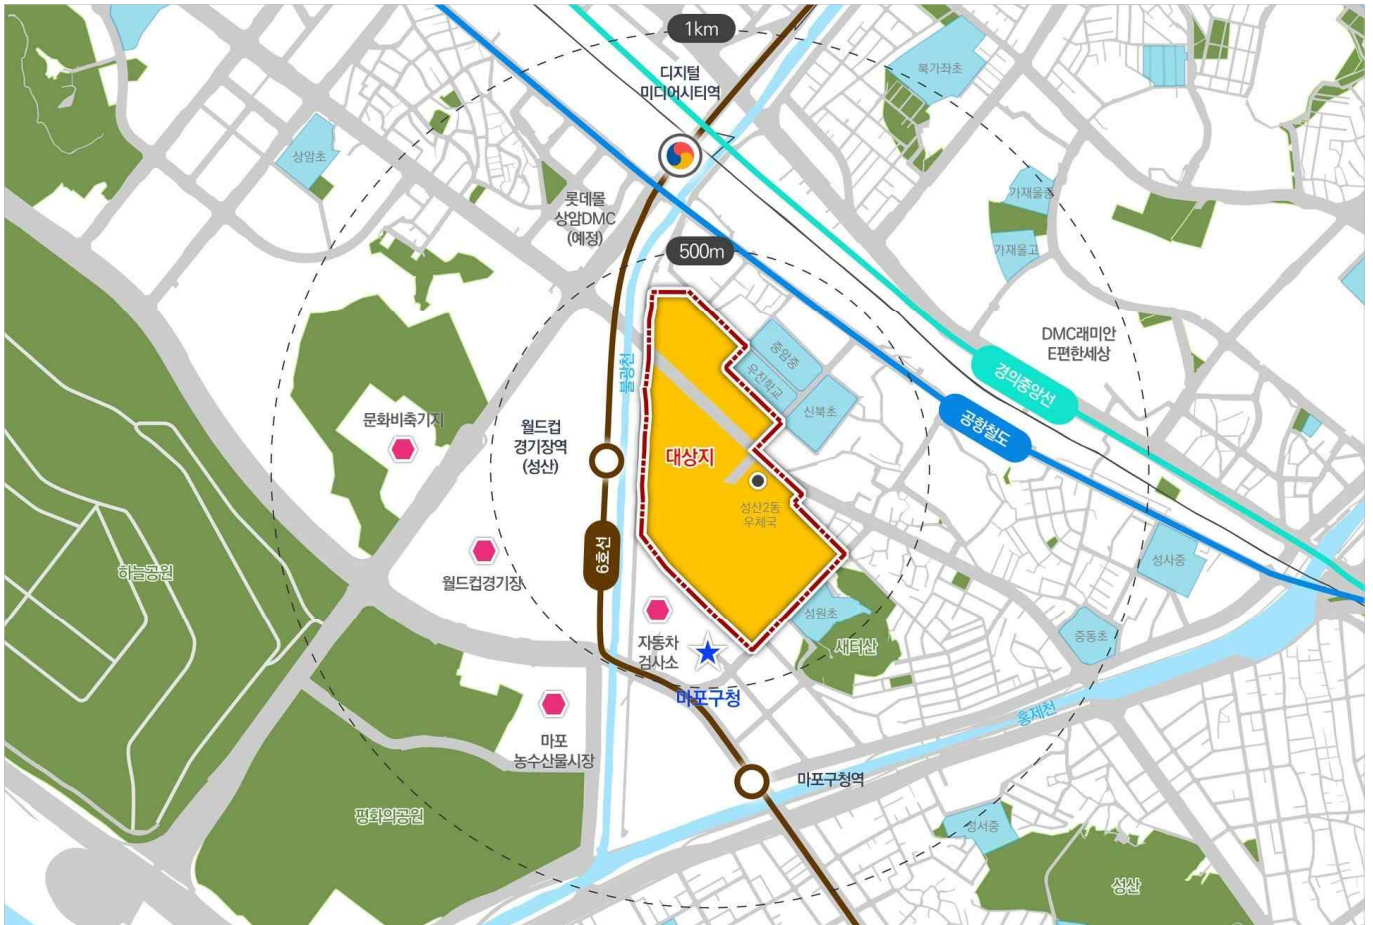 1km
디지털
미디어시티역
북가좌초
상암초
가재울중
롯데몰
상암DMC
(예정)
가재울고
500m
DMC래미안
E편한세상
중암중
우진학교
불광천
경의중앙선
신북초
공항철도
문화비축기지
월드컵
경기장역
(성산)
대상지
성산2동
우체국
6호선
월드컵경기장
하늘공원
성사중
성원초
자동차
검사소
새터산
중동초
마포구청
홍제천
마포
농수산물시장
마포구청역
평화의공원
성서중
성산